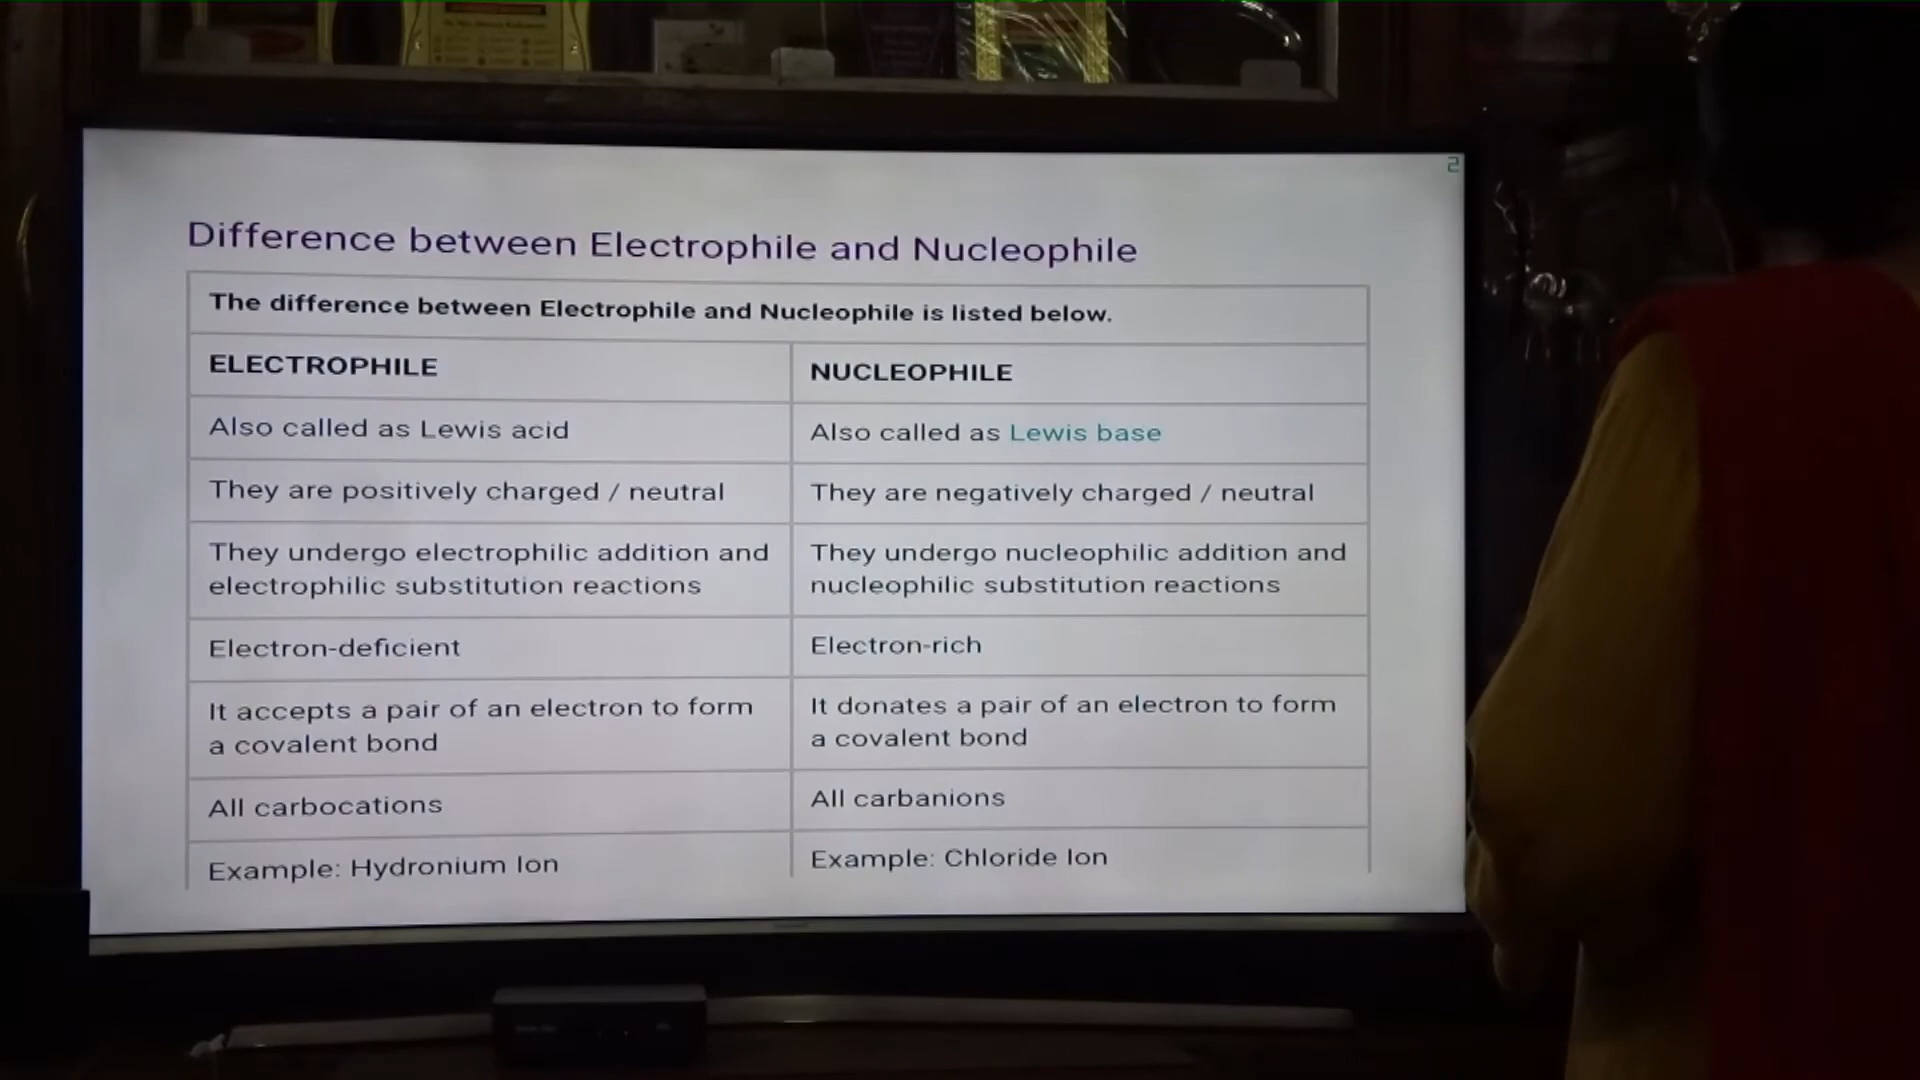 2
Difference between Electrophile and Nucleophile
The difference between Electrophile and Nucleophile is listed below.
ELECTROPHILE
NUCLEOPHILE
Also called as Lewis acid
Also called as Lewis base
They are positively charged / neutral
They are negatively charged / neutral
They undergo electrophilic addition and
electrophilic substitution reactions
They undergo nucleophilic addition and
nucleophilic substitution reactions
Electron-deficient
Electron-rich
It accepts a pair of an electron to form
a covalent bond
It donates a pair of an electron to form
a covalent bond
All carbocations
All carbanions
Example: Hydronium Ion
Example: Chloride Ion